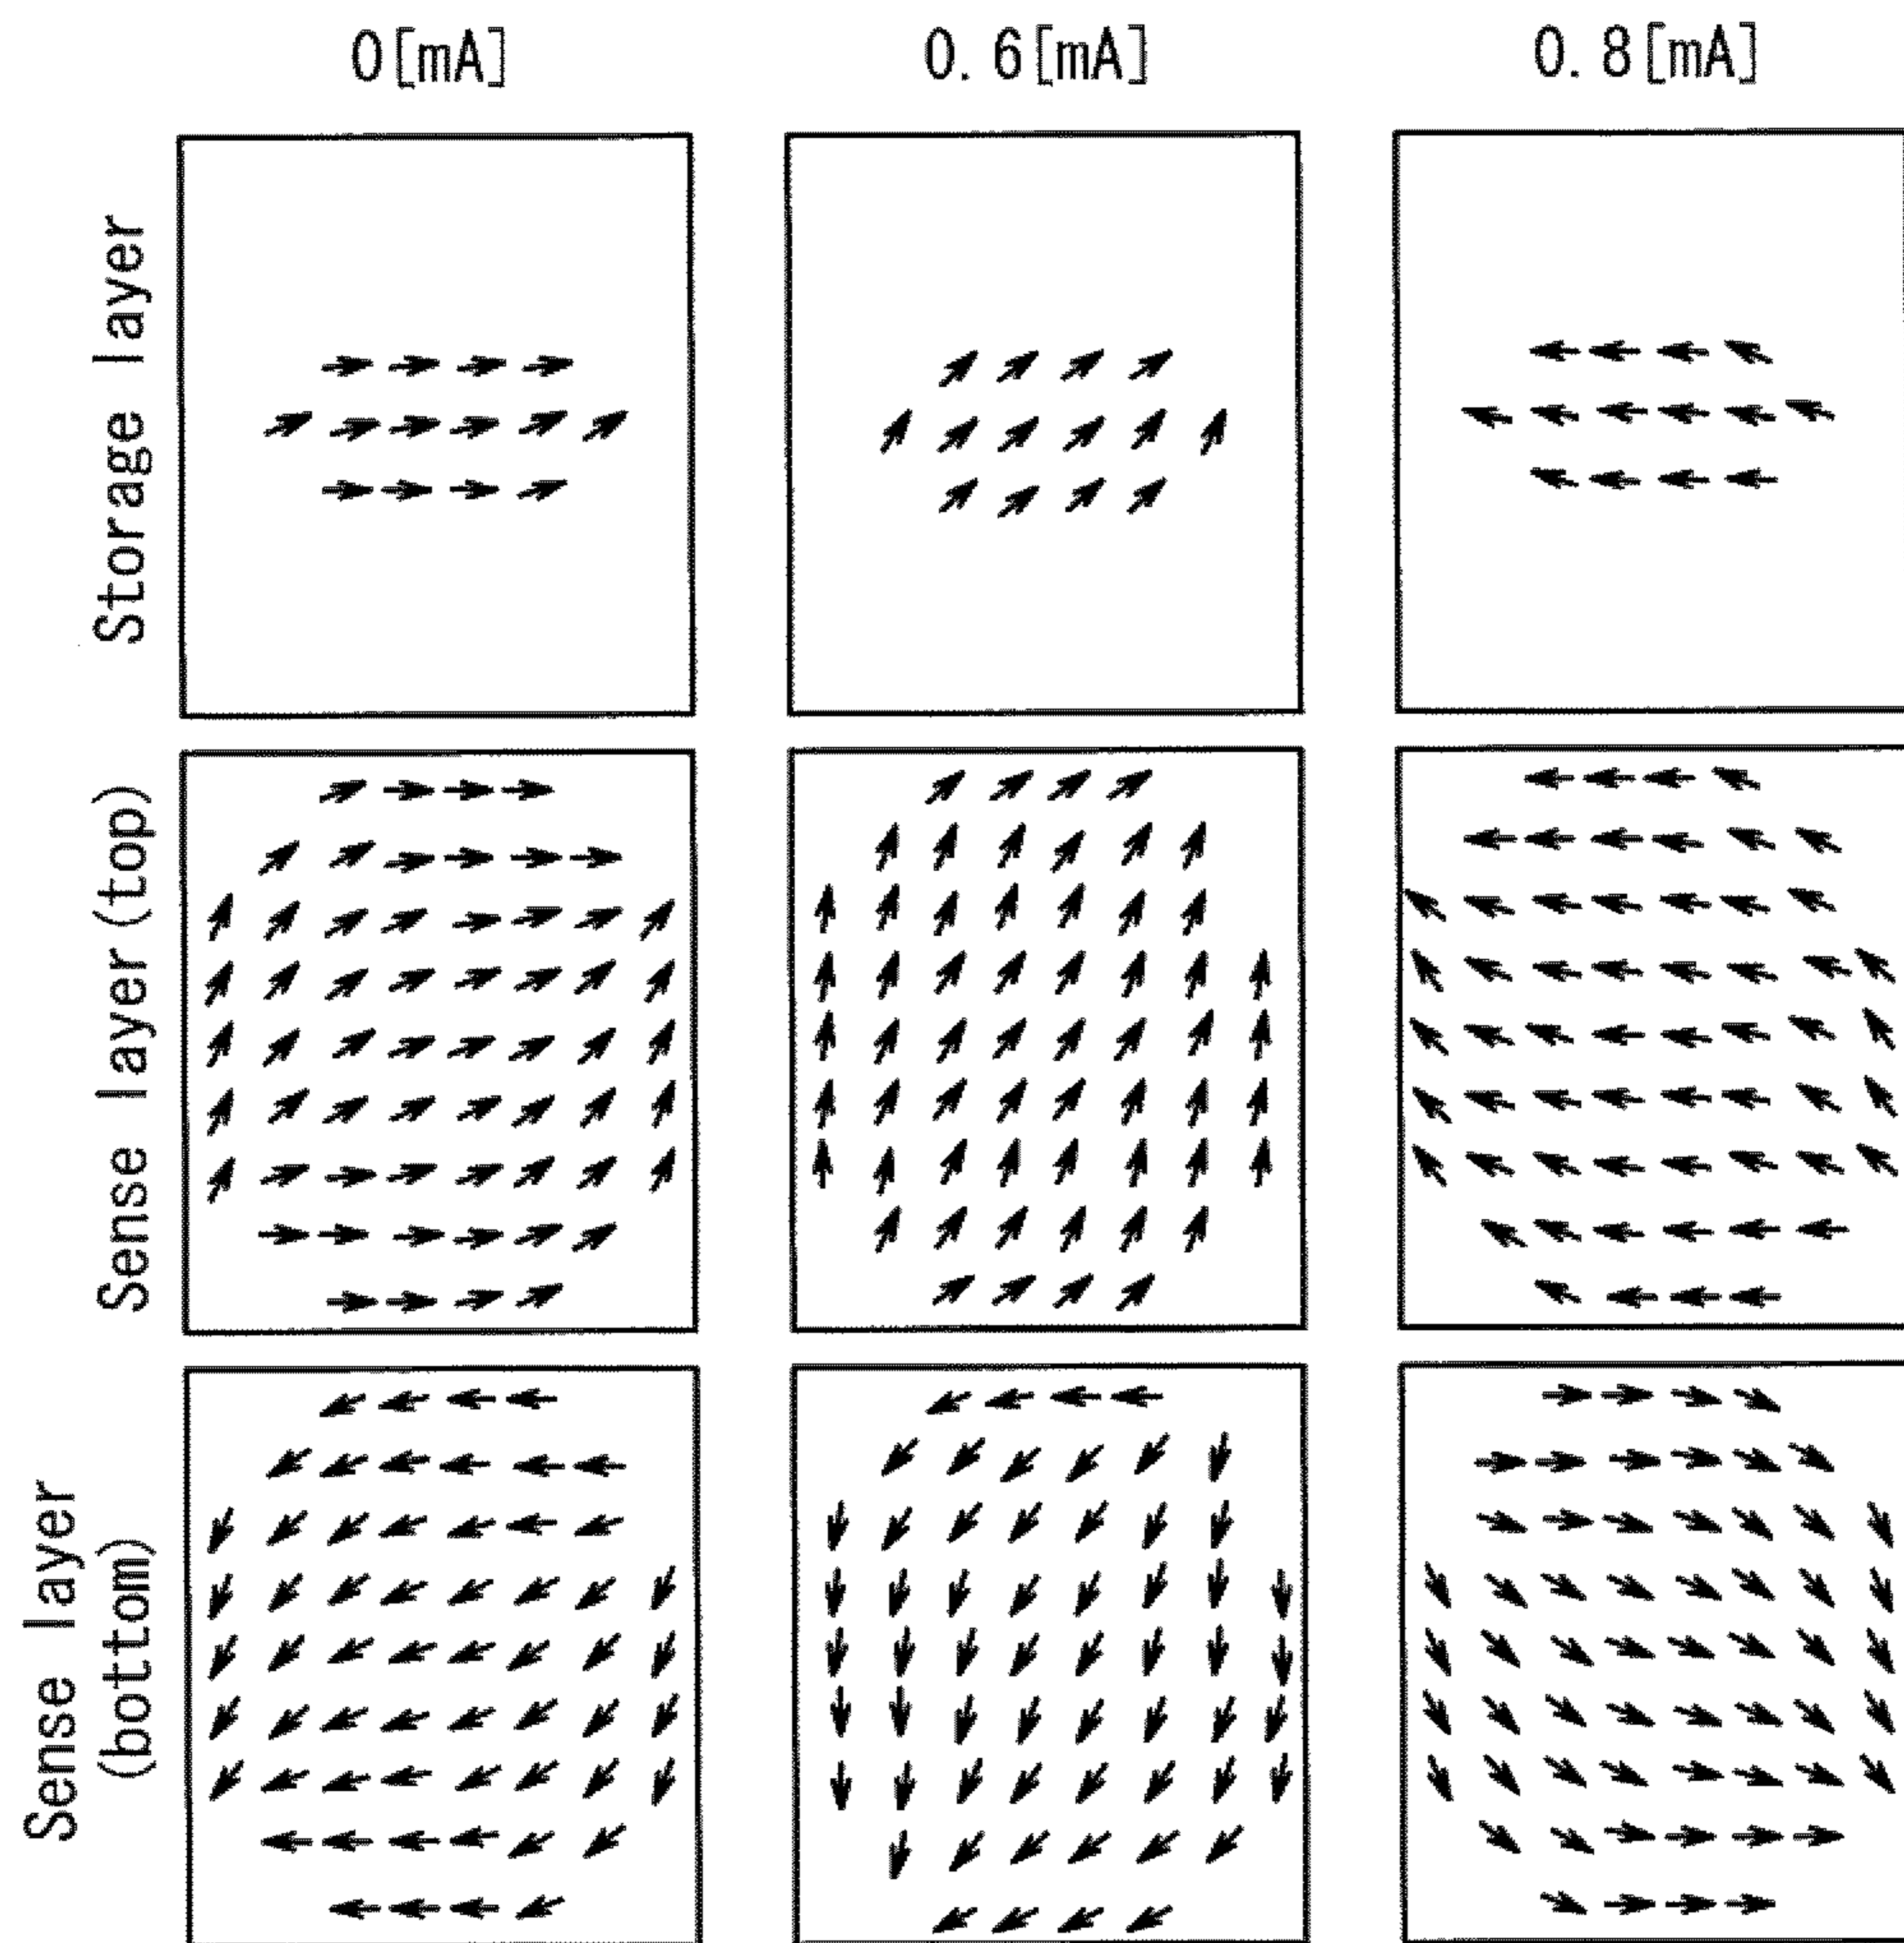 0[mA]
0.6[mA]
0.8[mA]
Storage layer
Sense layer(top)
Sense layer
(bottom)